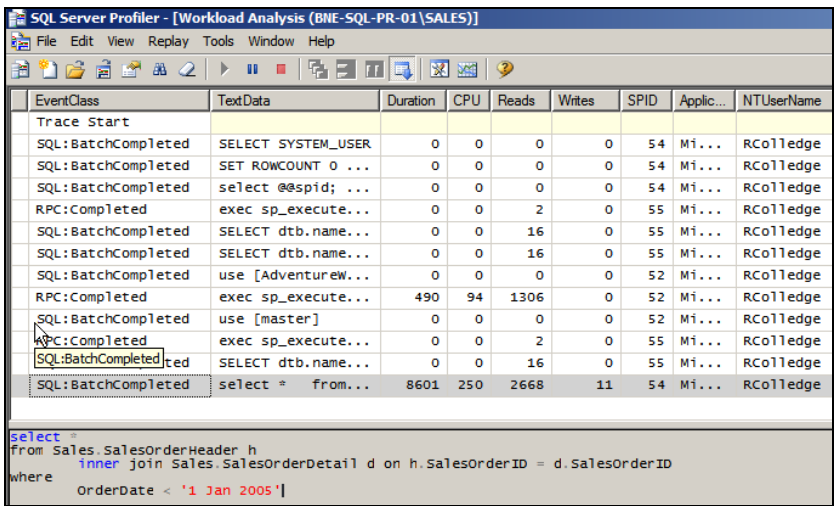 SQL Server Profiler - [Workload Analysis (BNE-SQL-PR-01\SALES)]
File Edit View Replay Tools Window Help
EventClass TextData Duration CPU Reads Writes SPID Applic... NTUserName
Trace Start
SQL:BatchCompleted SELECT SYSTEM_USER 0 0 0 0 54 Mi... RColledge
SQL:BatchCompleted SET ROWCOUNT 0 ... 0 0 0 0 54 Mi... RColledge
SQL:BatchCompleted select @@spid; ... 0 0 0 0 54 Mi... RColledge
RPC:Completed exec sp_execute... 0 0 2 0 55 Mi... RColledge
SQL:BatchCompleted SELECT dtb.name... 0 0 16 0 55 Mi... RColledge
SQL:BatchCompleted SELECT dtb.name... 0 0 16 0 55 Mi... RColledge
SQL:BatchCompleted use [AdventureW... 0 0 0 0 52 Mi... RColledge
RPC:Completed exec sp_execute... 490 94 1306 0 52 Mi... RColledge
SQL:BatchCompleted use [master] 0 0 0 0 52 Mi... RColledge
RPC:Completed exec sp_execute... 0 0 2 0 55 Mi... RColledge
SQL:BatchCompleted ted SELECT dtb.name... 0 0 16 0 55 Mi... RColledge
SQL:BatchCompleted select * from... 8601 250 2668 11 54 Mi... RColledge
select *
from Sales.SalesOrderHeader h
inner join Sales.SalesOrderDetail d on h.SalesOrderID = d.SalesOrderID
where
OrderDate < '1 Jan 2005'